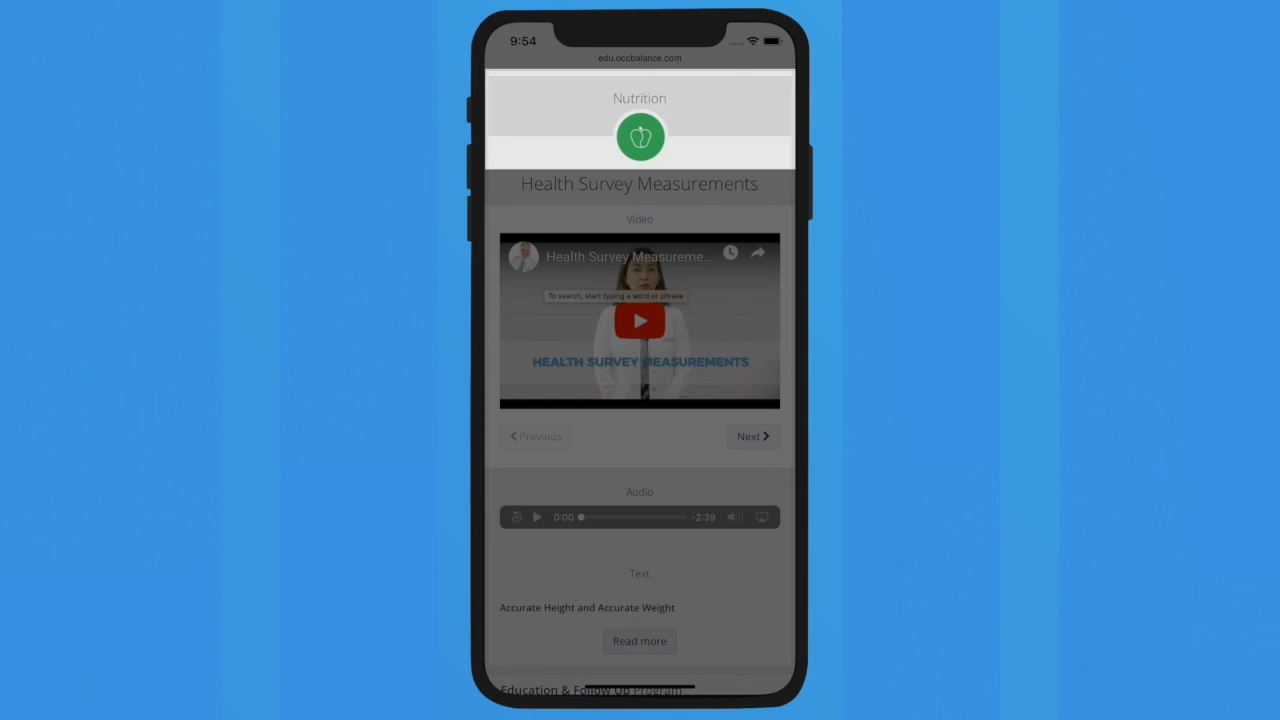 9:54
edu.occbalance.com
Nutrition
Health Survey Measurements
Video
Health Survey Measureme...
To search, start typing a word or phrase
HEALTH SURVEY MEASUREMENTS
Previous
Next
Audio
0:00
-2:39
Text
Accurate Height and Accurate Weight
Read more
Education & Follow Up Program